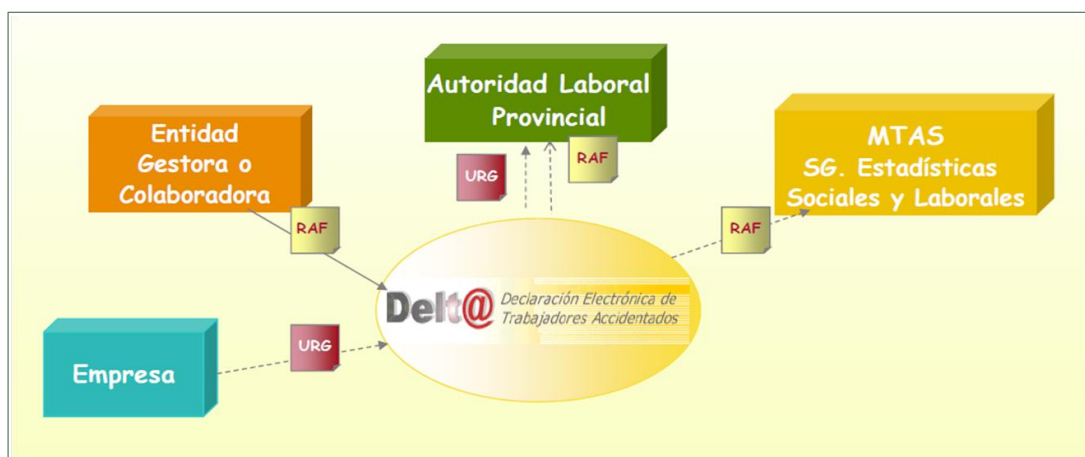 Autoridad Laboral
Provincial
Entidad
Gestora o
Colaboradora
MTAS
SG. Estadísticas
Sociales y Laborales
URG
RAF
RAF
RAF
Delt@
Declaración Electrónica de
Trabajadores Accidentados
URG
Empresa